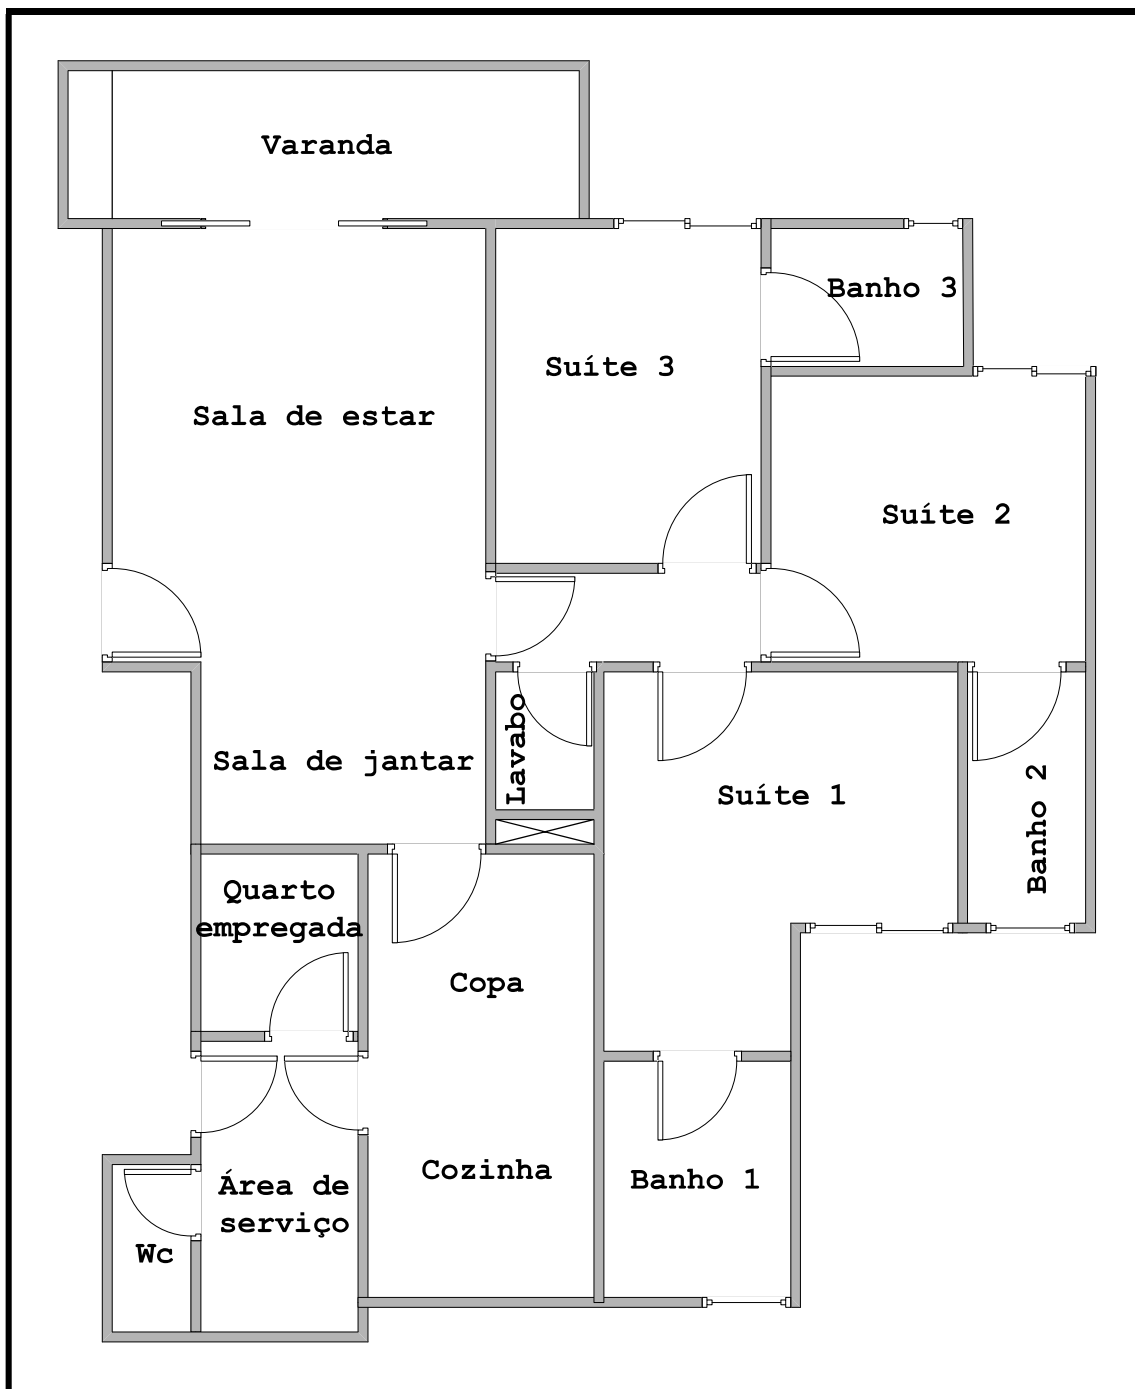 Varanda
Banho 3
Suíte 3
Sala de estar
Suíte 2
Lavabo
Sala de jantar
Suíte 1
Banho 2
Quarto
empregada
Copa
Cozinha
Banho 1
Área de
serviço
Wc